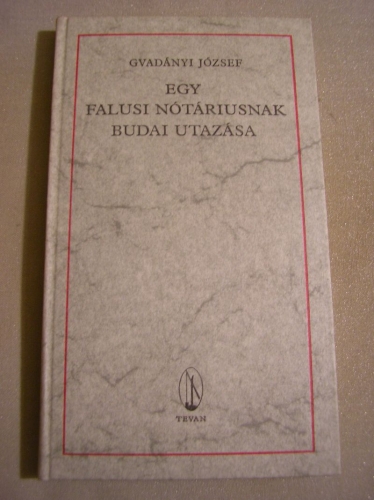 GVADÁNYI JÓZSEF
EGY
FALUSI NÓTÁRIUSNAK
BUDAI UTAZÁSA
TEVAN